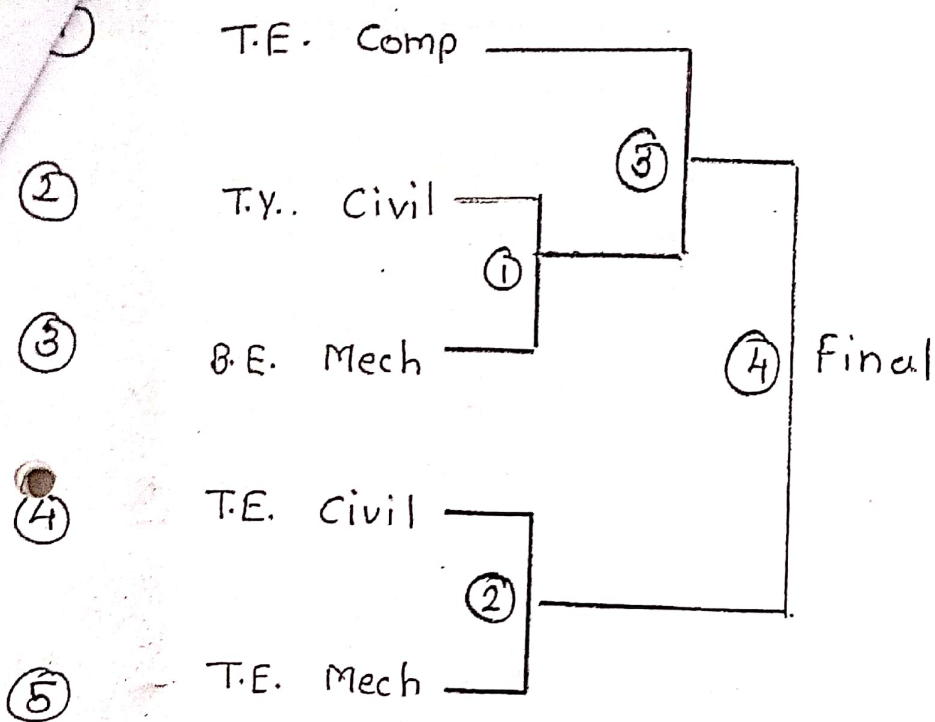 T.E. Comp
③
② T.Y.. Civil
①
③ B.E. Mech
④ Final
④ T.E. Civil
②
⑤ T.E. Mech